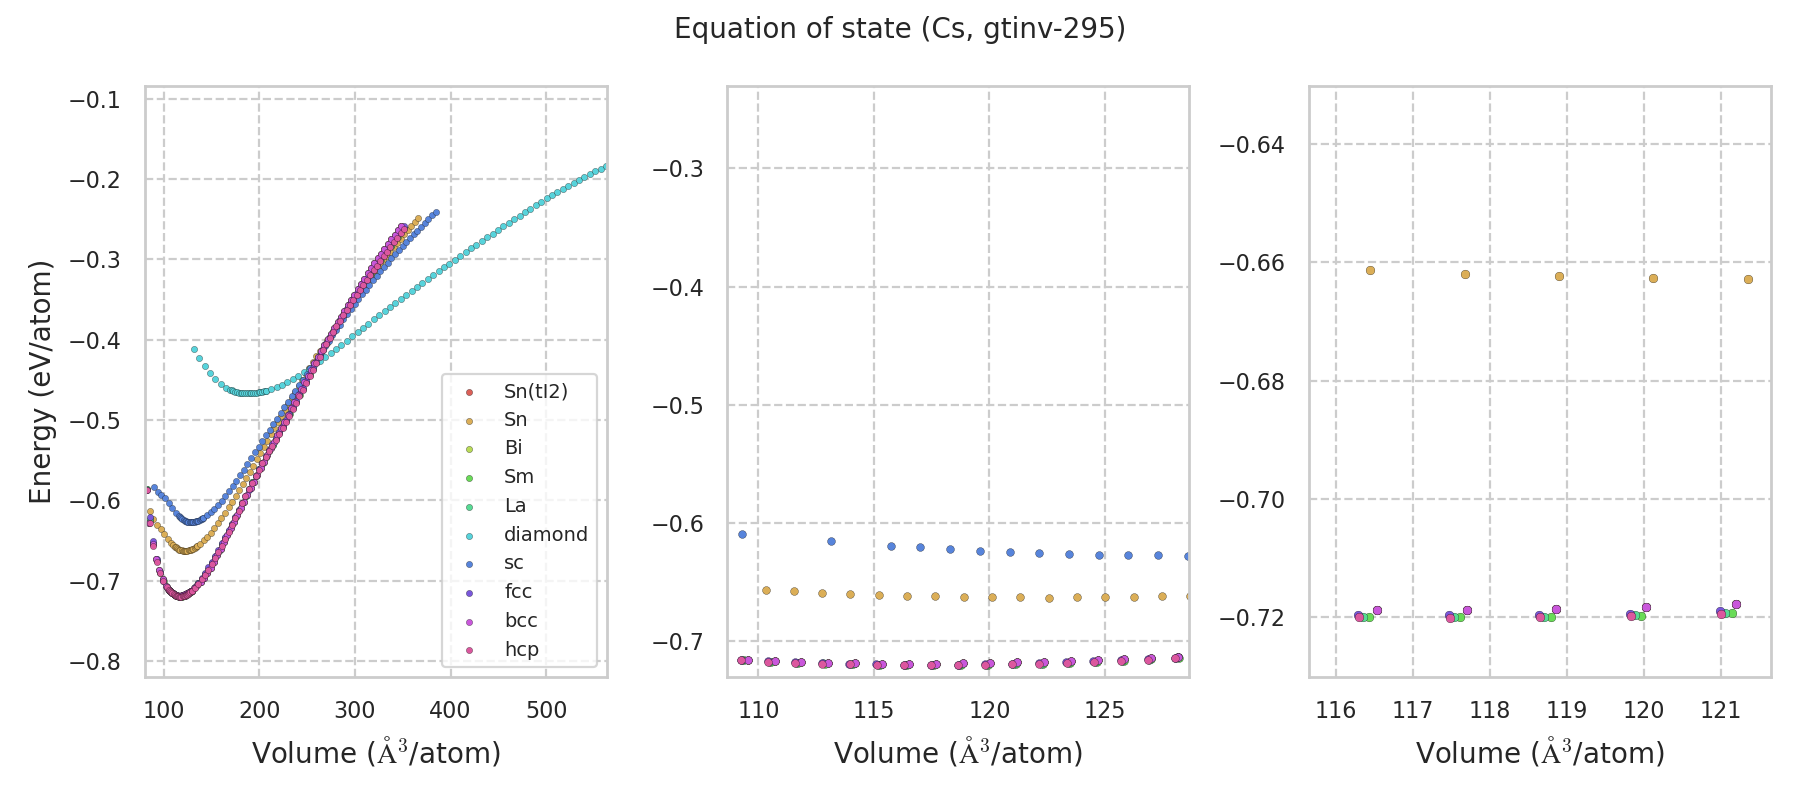 Equation of state (Cs, gtinv-295)
Energy (eV/atom)
−0.1
−0.2
−0.3
−0.4
−0.5
−0.6
−0.7
−0.8
100 200 300 400 500
Volume (Å³/atom)
Sn(tI2)
Sn
Bi
Sm
La
diamond
sc
fcc
bcc
hcp
−0.3
−0.4
−0.5
−0.6
−0.7
110 115 120 125
Volume (Å³/atom)
−0.64
−0.66
−0.68
−0.70
−0.72
116 117 118 119 120 121
Volume (Å³/atom)